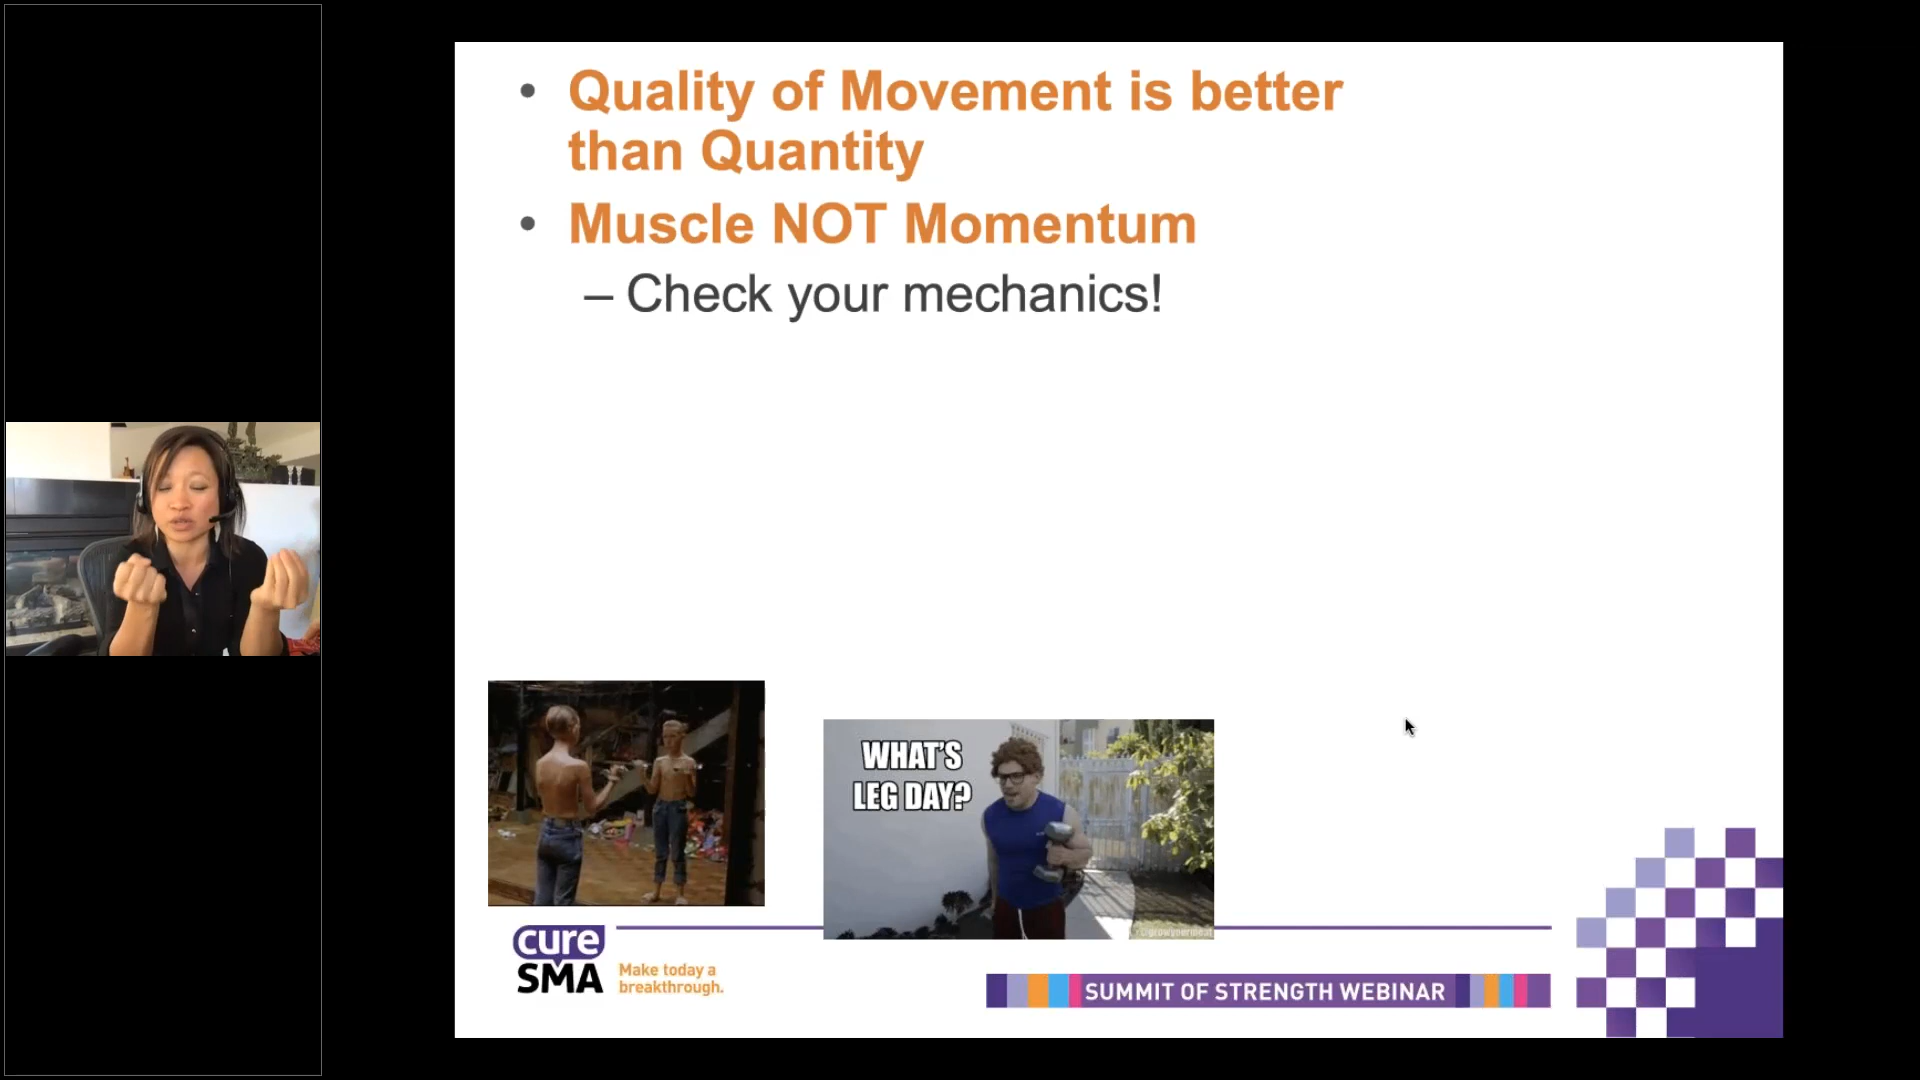 • Quality of Movement is better
than Quantity
• Muscle NOT Momentum
– Check your mechanics!
WHAT'S
LEG DAY?
cure
SMA
Make today a
breakthrough.
SUMMIT OF STRENGTH WEBINAR